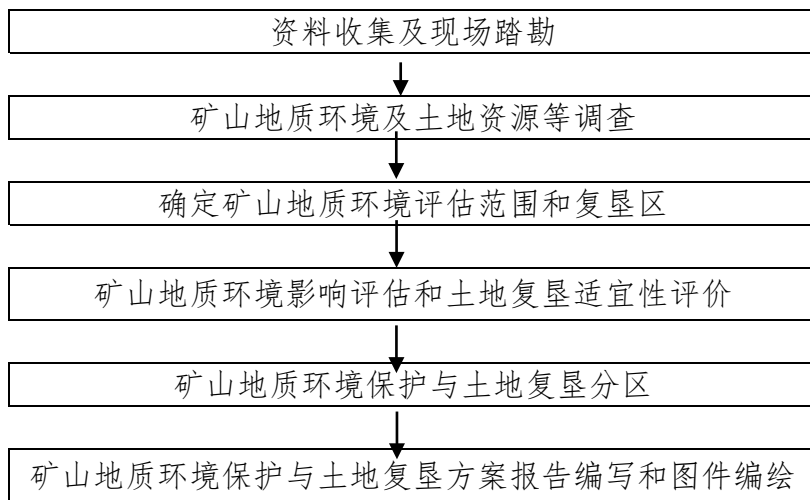 资料收集及现场踏勘
矿山地质环境及土地资源等调查
确定矿山地质环境评估范围和复垦区
矿山地质环境影响评估和土地复垦适宜性评价
矿山地质环境保护与土地复垦分区
矿山地质环境保护与土地复垦方案报告编写和图件编绘